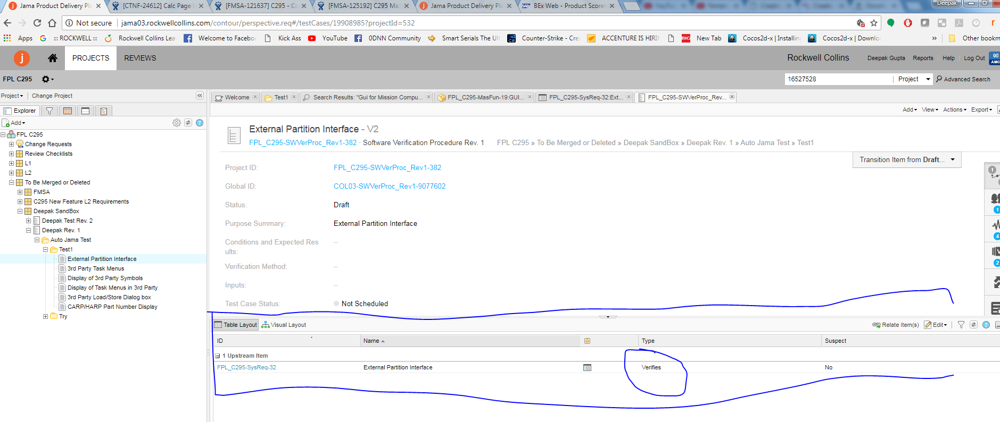 Jama Product Delivery Pla
[CTNF-24612] Calc Page
[FMSA-121637] C295 - Ca
[FMSA-125192] C295 Ma
Jama Product Delivery Pla
BEx Web - Product Score
Deepak
Not secure | jama03.rockwellcollins.com/contour/perspective.req#/testCases/19908985?projectId=532
Apps
::: ROCKWELL :::
Rockwell Collins Lea
Welcome to Faceboo
Kick Ass
YouTube
0DNN Community
Smart Serials The Ult
Counter-Strike - Cre
ACCENTURE IS HIRI
BIG
New Tab
Cocos2d-x | Installin
Cocos2d-x | Downlo
»
Other bookm
j
PROJECTS
REVIEWS
Rockwell Collins
Deepak Gupta
Reports
Help
Log Out
90
AMC
FPL C295
16527528
Project
Advanced Search
Project
Change Project
Welcome
Test1
Search Results: "Gui for Mission Compu...
FPL_C295-MasFun-19:GUI...
FPL_C295-SysReq-32:Ext...
FPL_C295-SWVerProc_Rev...
Explorer
Add
View
Actions
Export
Add
FPL C295
Change Requests
Review Checklists
L1
L2
To Be Merged or Deleted
FMSA
C295 New Feature L2 Requirements
Deepak SandBox
Deepak Test Rev. 2
Deepak Rev. 1
Auto Jama Test
Test1
External Partition Interface
3rd Party Task Menus
Display of 3rd Party Symbols
Display of Task Menus in 3rd Party
3rd Party Load/Store Dialog box
CARP/HARP Part Number Display
Try
External Partition Interface - V2
FPL_C295-SWVerProc_Rev1-382 · Software Verification Procedure Rev. 1
FPL C295 » To Be Merged or Deleted » Deepak SandBox » Deepak Rev. 1 » Auto Jama Test » Test1
Transition Item from Draft...
Project ID: FPL_C295-SWVerProc_Rev1-382
Global ID: COL03-SWVerProc_Rev1-9077602
Status: Draft
Purpose Summary: External Partition Interface
Conditions and Expected Res –
ults:
Verification Method: –
Inputs: –
Test Case Status: Not Scheduled
1
1
4
2
Table Layout
Visual Layout
Relate Item(s)
Edit
ID
Name
Type
Suspect
1 Upstream Item
FPL_C295-SysReq-32
External Partition Interface
Verifies
No